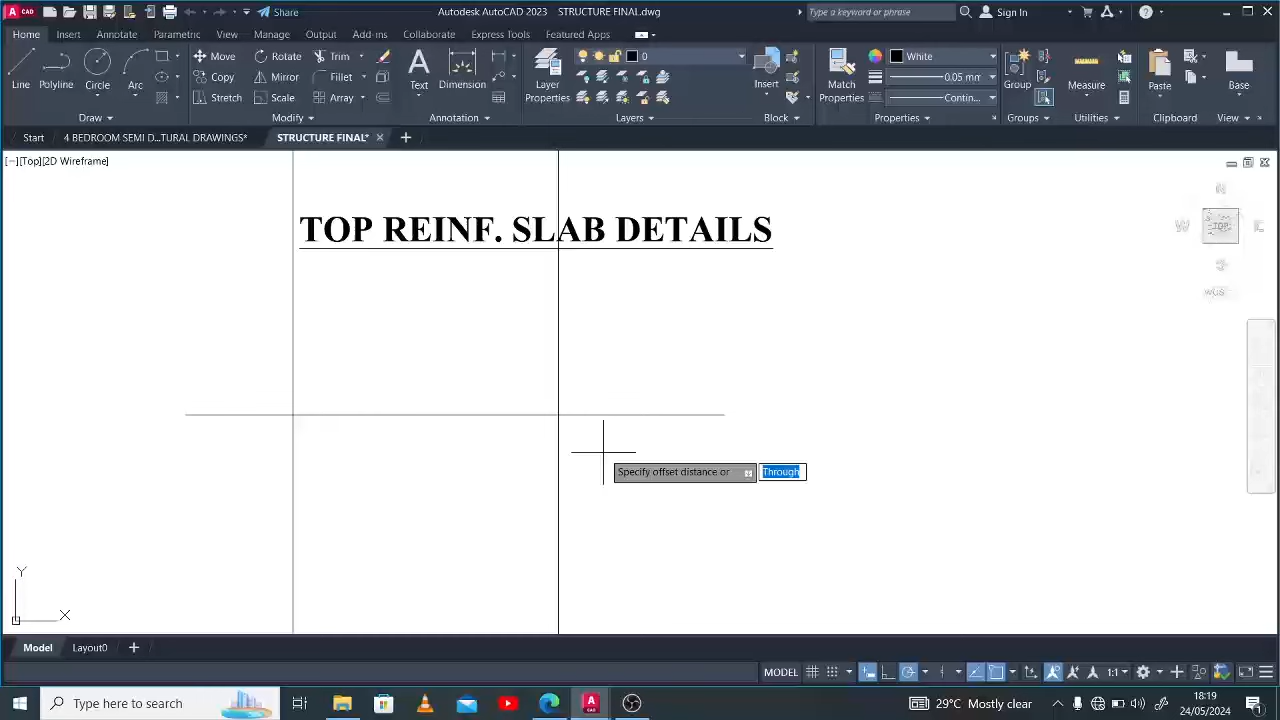 CAD
Share
Autodesk AutoCAD 2023 STRUCTURE FINAL.dwg
Type a keyword or phrase
Sign In
Home Insert Annotate Parametric View Manage Output Add-ins Collaborate Express Tools Featured Apps
Line
Polyline
Circle
Arc
Move
Rotate
Trim
Copy
Mirror
Fillet
Stretch
Scale
Array
Text
Dimension
Layer
Properties
0
Insert
Match
Properties
White
0.05 mm
Contin...
Group
Measure
Paste
Base
Draw
Modify
Annotation
Layers
Block
Properties
Groups
Utilities
Clipboard
View
Start
4 BEDROOM SEMI D...TURAL DRAWINGS*
STRUCTURE FINAL*
[−][Top][2D Wireframe]
N
W
TOP
E
S
WCS
TOP REINF. SLAB DETAILS
Specify offset distance or
Through
Y
X
Model
Layout0
MODEL
1:1
Type here to search
CAD
29°C Mostly clear
18:19
24/05/2024
1